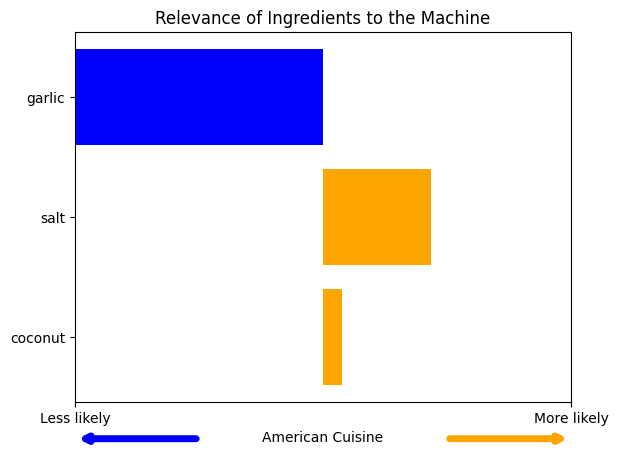 Relevance of Ingredients to the Machine
garlic
salt
coconut
Less likely
More likely
American Cuisine